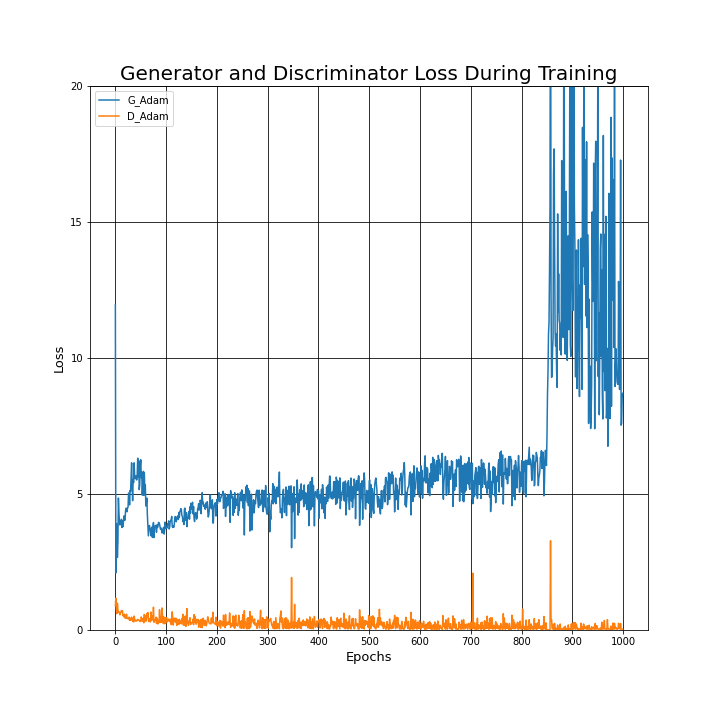 Generator and Discriminator Loss During Training
G_Adam
D_Adam
20
15
10
5
0
Loss
0 100 200 300 400 500 600 700 800 900 1000
Epochs